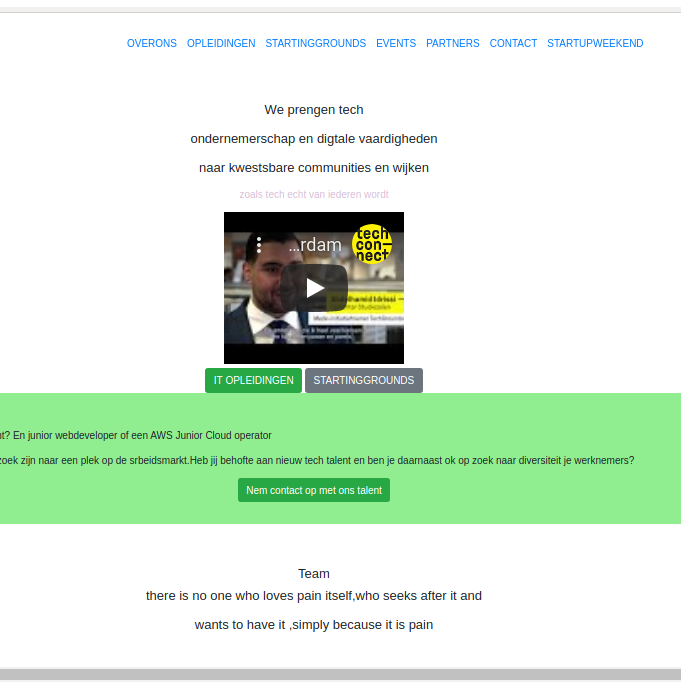 OVERONS OPLEIDINGEN STARTINGGROUNDS EVENTS PARTNERS CONTACT STARTUPWEEKEND
We prengen tech
ondernemerschap en digtale vaardigheden
naar kwestsbare communities en wijken
zoals tech echt van iederen wordt
...rdam
tech
con-
nect
Abdelhamid Idrissi
IT OPLEIDINGEN STARTINGGROUNDS
nt? En junior webdeveloper of een AWS Junior Cloud operator
zoek zijn naar een plek op de srbeidsmarkt.Heb jij behofte aan nieuw tech talent en ben je daarnaast ok op zoek naar diversiteit je werknemers?
Nem contact op met ons talent
Team
there is no one who loves pain itself,who seeks after it and
wants to have it ,simply because it is pain